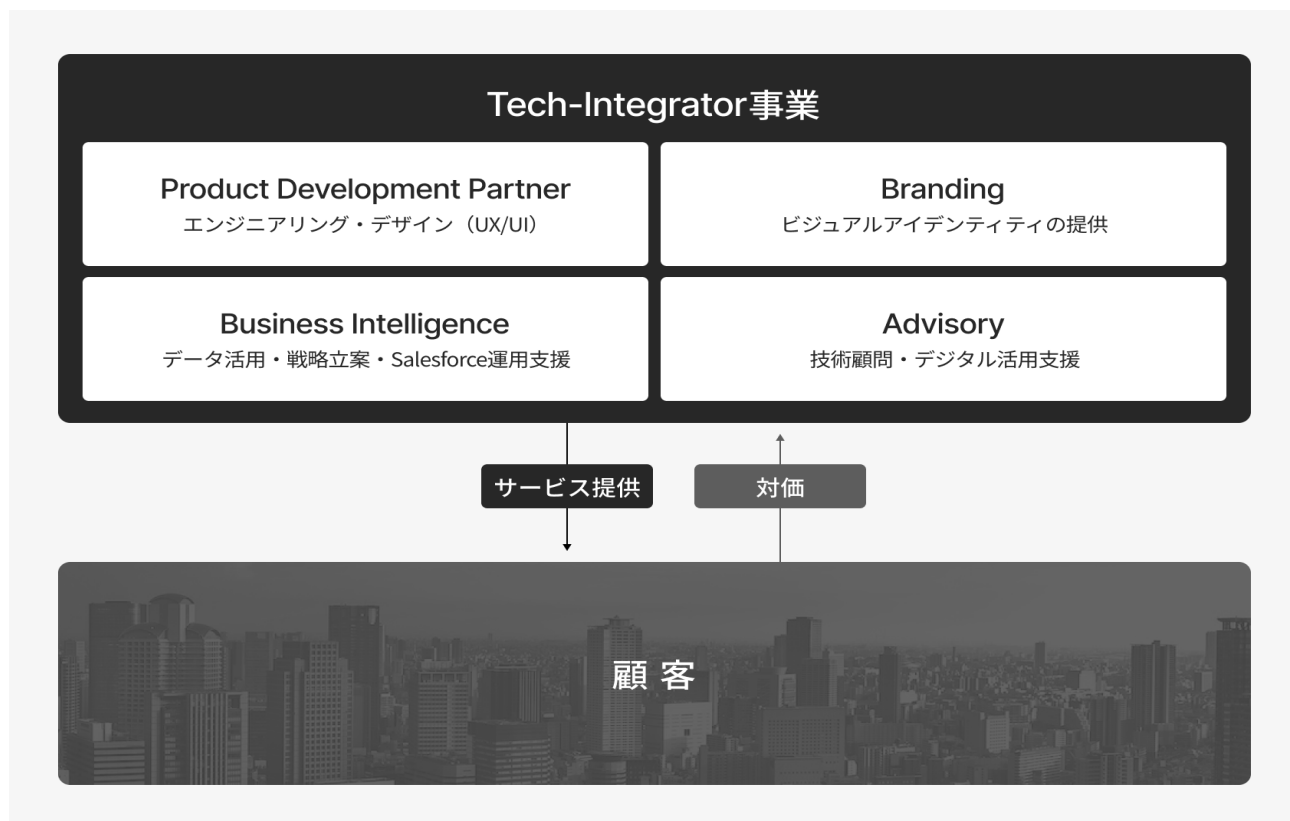 Tech-Integrator事業
Product Development Partner
エンジニアリング・デザイン（UX/UI）
Branding
ビジュアルアイデンティティの提供
Business Intelligence
データ活用・戦略立案・Salesforce運用支援
Advisory
技術顧問・デジタル活用支援
サービス提供
対価
顧客